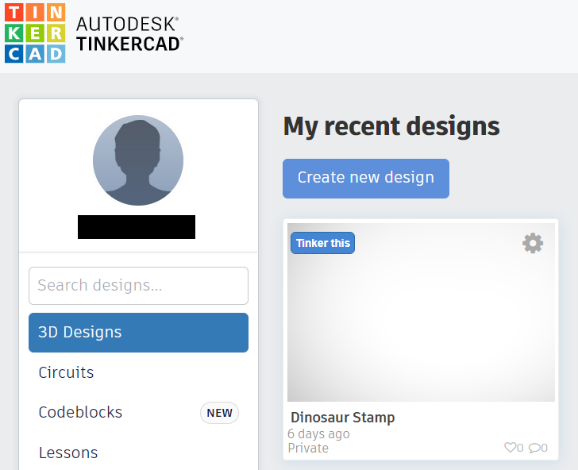 TIN
KER
CAD
AUTODESK®
TINKERCAD®
My recent designs
Create new design
Search designs...
3D Designs
Circuits
Codeblocks NEW
Lessons
Tinker this
Dinosaur Stamp
6 days ago
Private 0 0